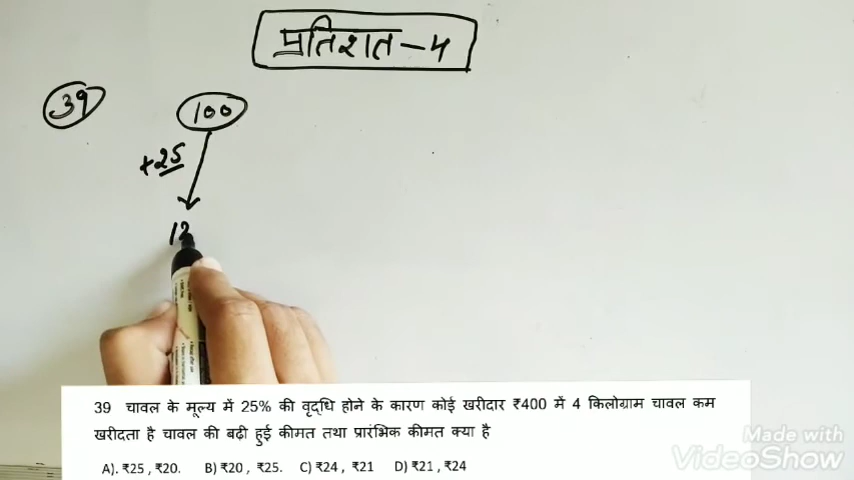 प्रतिशत-4
39
100
+25
12
39 चावल के मूल्य में 25% की वृद्धि होने के कारण कोई खरीदार ₹400 में 4 किलोग्राम चावल कम
खरीदता है चावल की बढ़ी हुई कीमत तथा प्रारंभिक कीमत क्या है
A). ₹25 , ₹20. B) ₹20 , ₹25. C) ₹24 , ₹21 D) ₹21 , ₹24
Made with
VideoShow